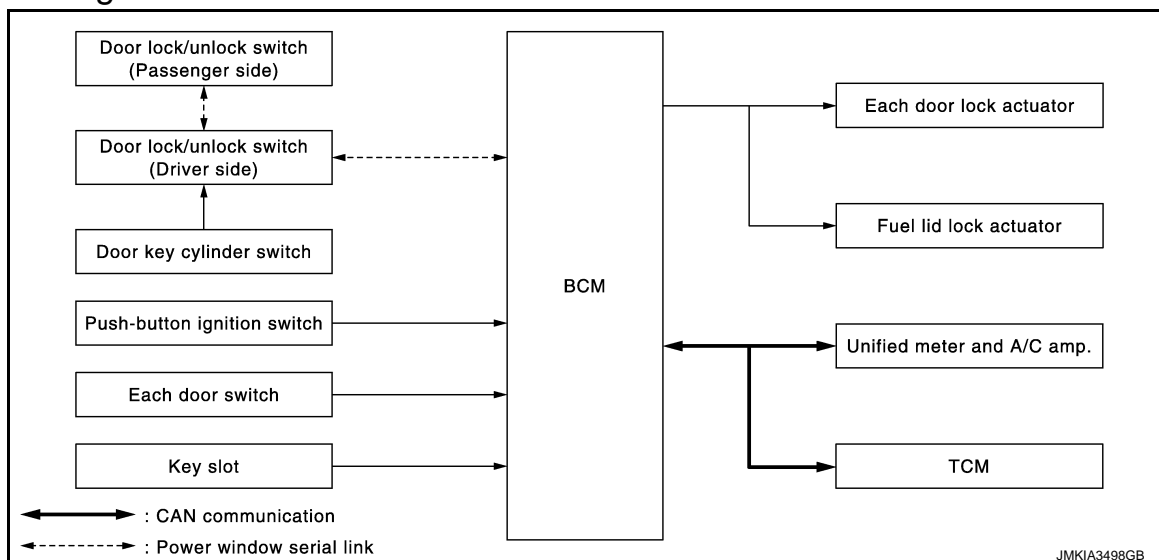 Door lock/unlock switch
(Passenger side)
Door lock/unlock switch
(Driver side)
Door key cylinder switch
Push-button ignition switch
Each door switch
Key slot
BCM
Each door lock actuator
Fuel lid lock actuator
Unified meter and A/C amp.
TCM
: CAN communication
: Power window serial link
JMKIA3498GB